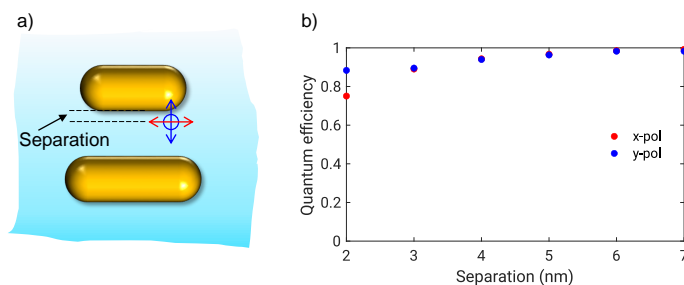 a)
Separation
b)
Quantum efficiency
1
0.8
0.6
0.4
0.2
0
x-pol
y-pol
2
3
4
5
6
7
Separation (nm)